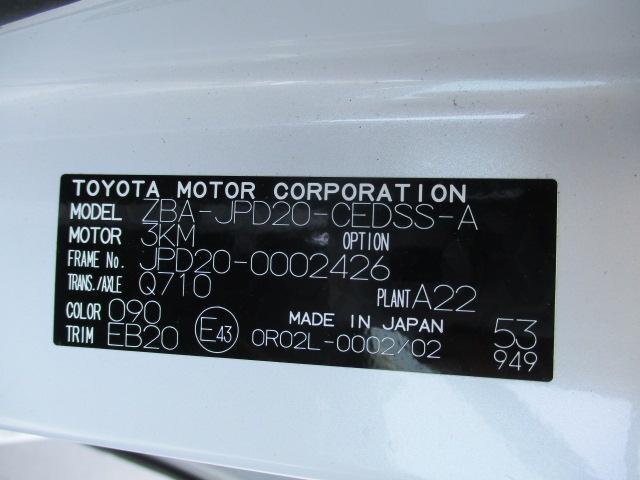 TOYOTA MOTOR CORPORATION
MODEL ZBA-JPD20-CEDSS-A
MOTOR 3KM OPTION
FRAME No. JPD20-0002426
TRANS./AXLE Q710 PLANT A22
COLOR 090
TRIM EB20 E43 MADE IN JAPAN 53
0R02L-0002/02 949